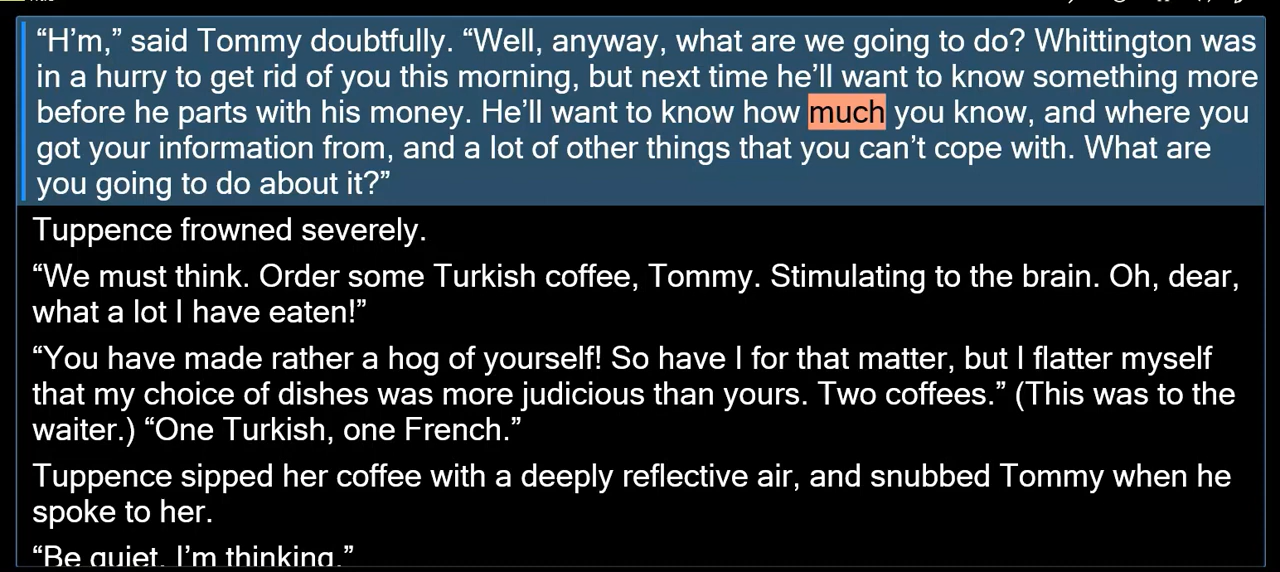 “H’m,” said Tommy doubtfully. “Well, anyway, what are we going to do? Whittington was
in a hurry to get rid of you this morning, but next time he’ll want to know something more
before he parts with his money. He’ll want to know how much you know, and where you
got your information from, and a lot of other things that you can’t cope with. What are
you going to do about it?”
Tuppence frowned severely.
“We must think. Order some Turkish coffee, Tommy. Stimulating to the brain. Oh, dear,
what a lot I have eaten!”
“You have made rather a hog of yourself! So have I for that matter, but I flatter myself
that my choice of dishes was more judicious than yours. Two coffees.” (This was to the
waiter.) “One Turkish, one French.”
Tuppence sipped her coffee with a deeply reflective air, and snubbed Tommy when he
spoke to her.
“Be quiet. I’m thinking.”